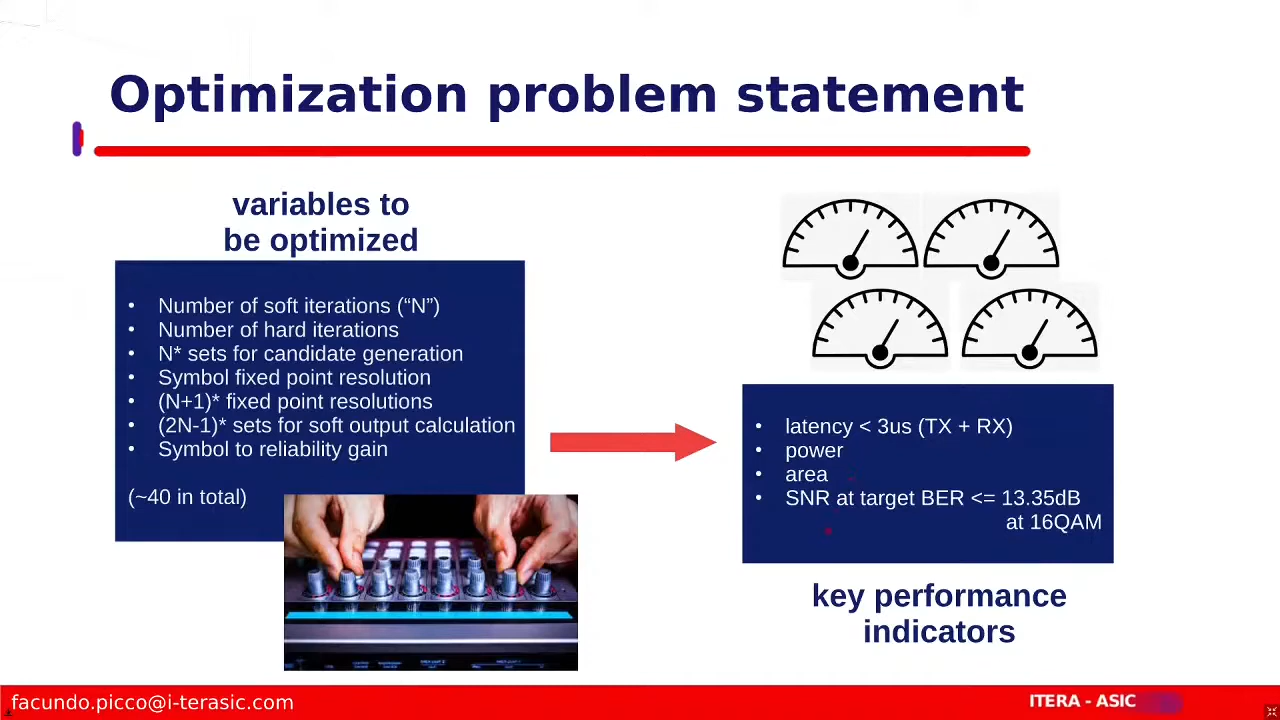 Optimization problem statement
variables to
be optimized
• Number of soft iterations (“N”)
• Number of hard iterations
• N* sets for candidate generation
• Symbol fixed point resolution
• (N+1)* fixed point resolutions
• (2N-1)* sets for soft output calculation
• Symbol to reliability gain
(~40 in total)
• latency < 3us (TX + RX)
• power
• area
• SNR at target BER <= 13.35dB
at 16QAM
key performance
indicators
facundo.picco@i-terasic.com
ITERA - ASIC